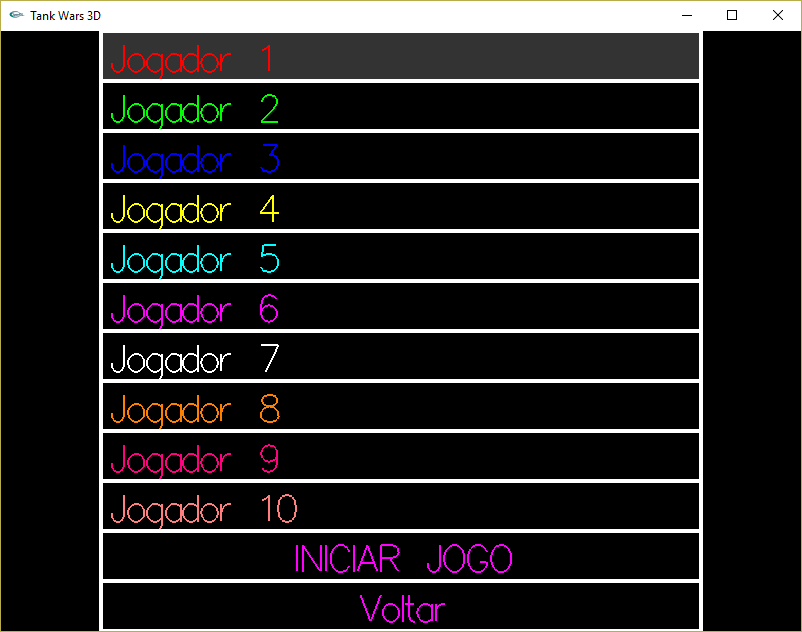 Tank Wars 3D
Jogador 1
Jogador 2
Jogador 3
Jogador 4
Jogador 5
Jogador 6
Jogador 7
Jogador 8
Jogador 9
Jogador 10
INICIAR JOGO
Voltar